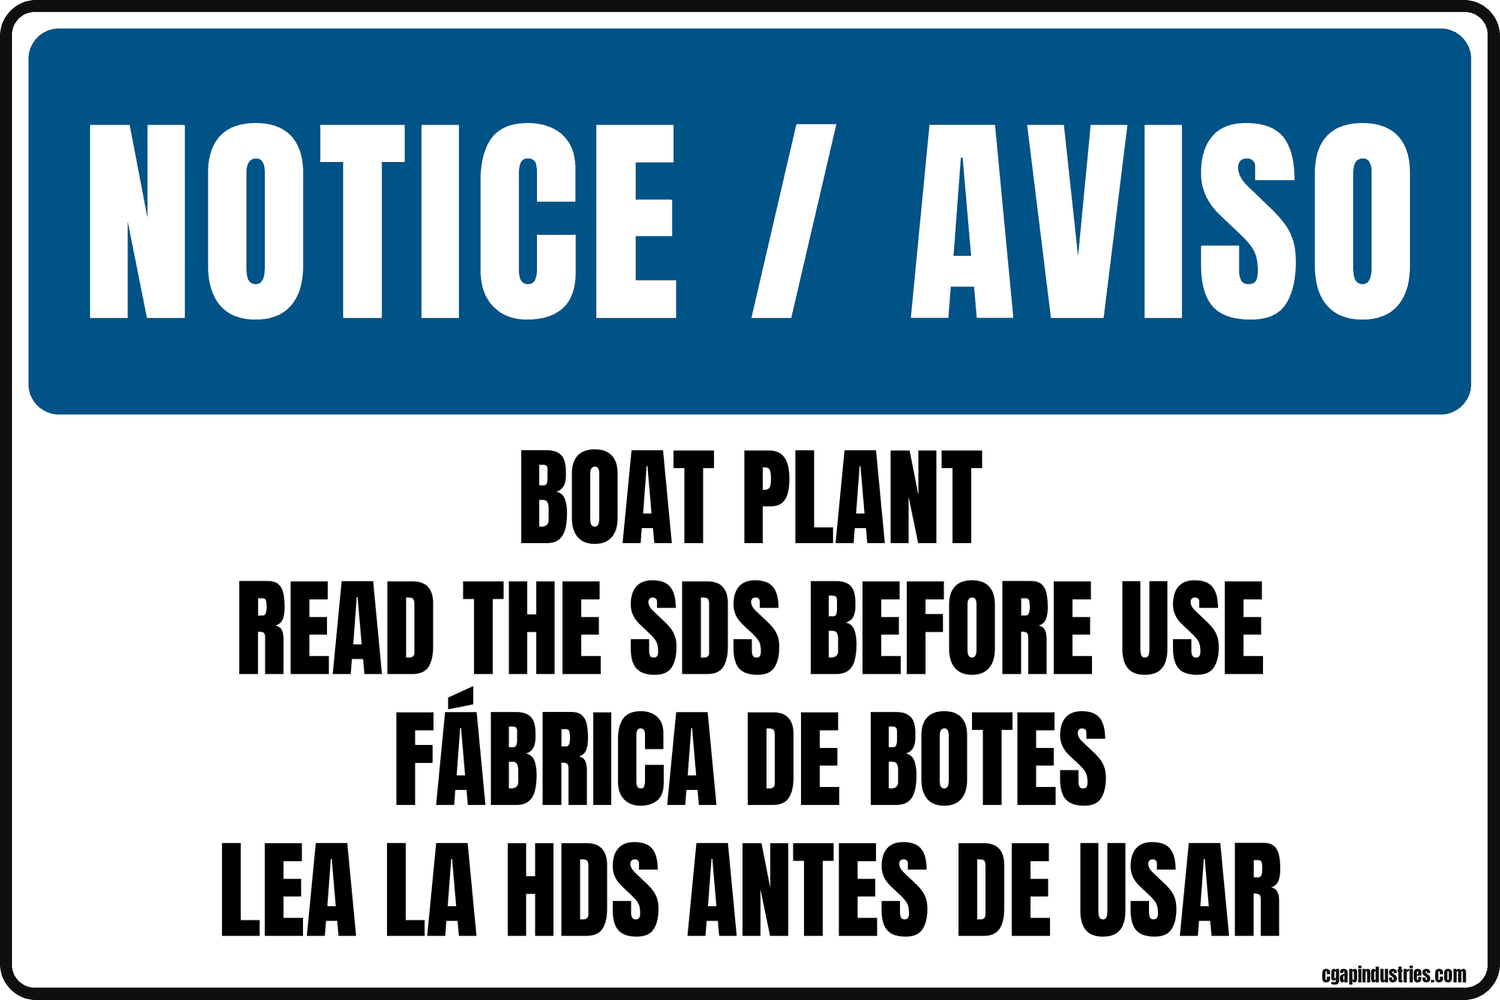 NOTICE / AVISO
BOAT PLANT
READ THE SDS BEFORE USE
FÁBRICA DE BOTES
LEA LA HDS ANTES DE USAR
cgapindustries.com